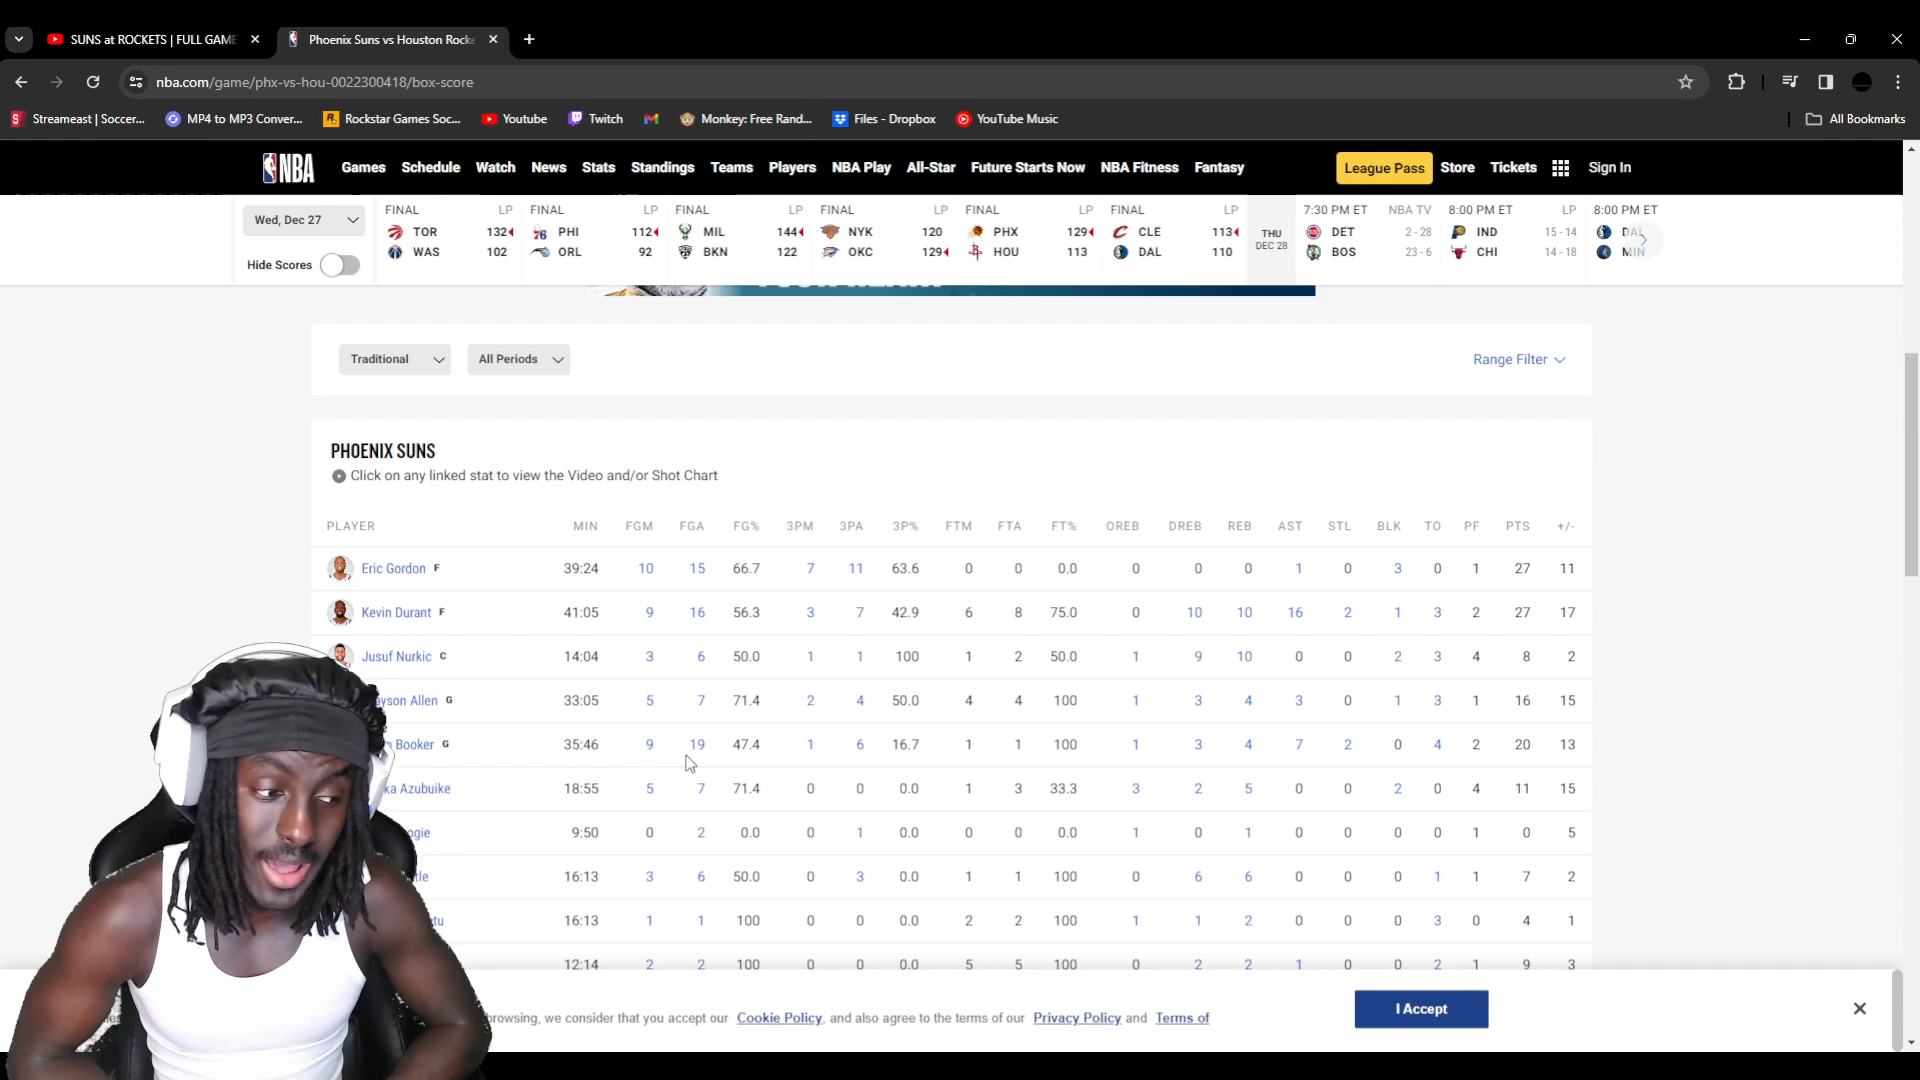 SUNS at ROCKETS | FULL GAME
Phoenix Suns vs Houston Rocke
nba.com/game/phx-vs-hou-0022300418/box-score
Streameast | Soccer... MP4 to MP3 Conver... Rockstar Games Soc... Youtube Twitch Monkey: Free Rand... Files - Dropbox YouTube Music All Bookmarks
NBA Games Schedule Watch News Stats Standings Teams Players NBA Play All-Star Future Starts Now NBA Fitness Fantasy League Pass Store Tickets Sign In
Wed, Dec 27
Hide Scores
FINAL LP
TOR 132
WAS 102
FINAL LP
PHI 112
ORL 92
FINAL LP
MIL 144
BKN 122
FINAL LP
NYK 120
OKC 129
FINAL LP
PHX 129
HOU 113
FINAL LP
CLE 113
DAL 110
THU
DEC 28
7:30 PM ET NBA TV
DET 2 - 28
BOS 23 - 6
8:00 PM ET LP
IND 15 - 14
CHI 14 - 18
8:00 PM ET
DAL
MIN
Traditional All Periods Range Filter
PHOENIX SUNS
Click on any linked stat to view the Video and/or Shot Chart
PLAYER MIN FGM FGA FG% 3PM 3PA 3P% FTM FTA FT% OREB DREB REB AST STL BLK TO PF PTS +/-
Eric Gordon F 39:24 10 15 66.7 7 11 63.6 0 0 0.0 0 0 0 1 0 3 0 1 27 11
Kevin Durant F 41:05 9 16 56.3 3 7 42.9 6 8 75.0 0 10 10 16 2 1 3 2 27 17
Jusuf Nurkic C 14:04 3 6 50.0 1 1 100 1 2 50.0 1 9 10 0 0 2 3 4 8 2
ayson Allen G 33:05 5 7 71.4 2 4 50.0 4 4 100 1 3 4 3 0 1 3 1 16 15
Booker G 35:46 9 19 47.4 1 6 16.7 1 1 100 1 3 4 7 2 0 4 2 20 13
ka Azubuike 18:55 5 7 71.4 0 0 0.0 1 3 33.3 3 2 5 0 0 2 0 4 11 15
ogie 9:50 0 2 0.0 0 1 0.0 0 0 0.0 1 0 1 0 0 0 0 1 0 5
tle 16:13 3 6 50.0 0 3 0.0 1 1 100 0 6 6 0 0 0 1 1 7 2
tu 16:13 1 1 100 0 0 0.0 2 2 100 1 1 2 0 0 0 3 0 4 1
12:14 2 2 100 0 0 0.0 5 5 100 0 2 2 1 0 0 2 1 9 3
browsing, we consider that you accept our Cookie Policy, and also agree to the terms of our Privacy Policy and Terms of
I Accept